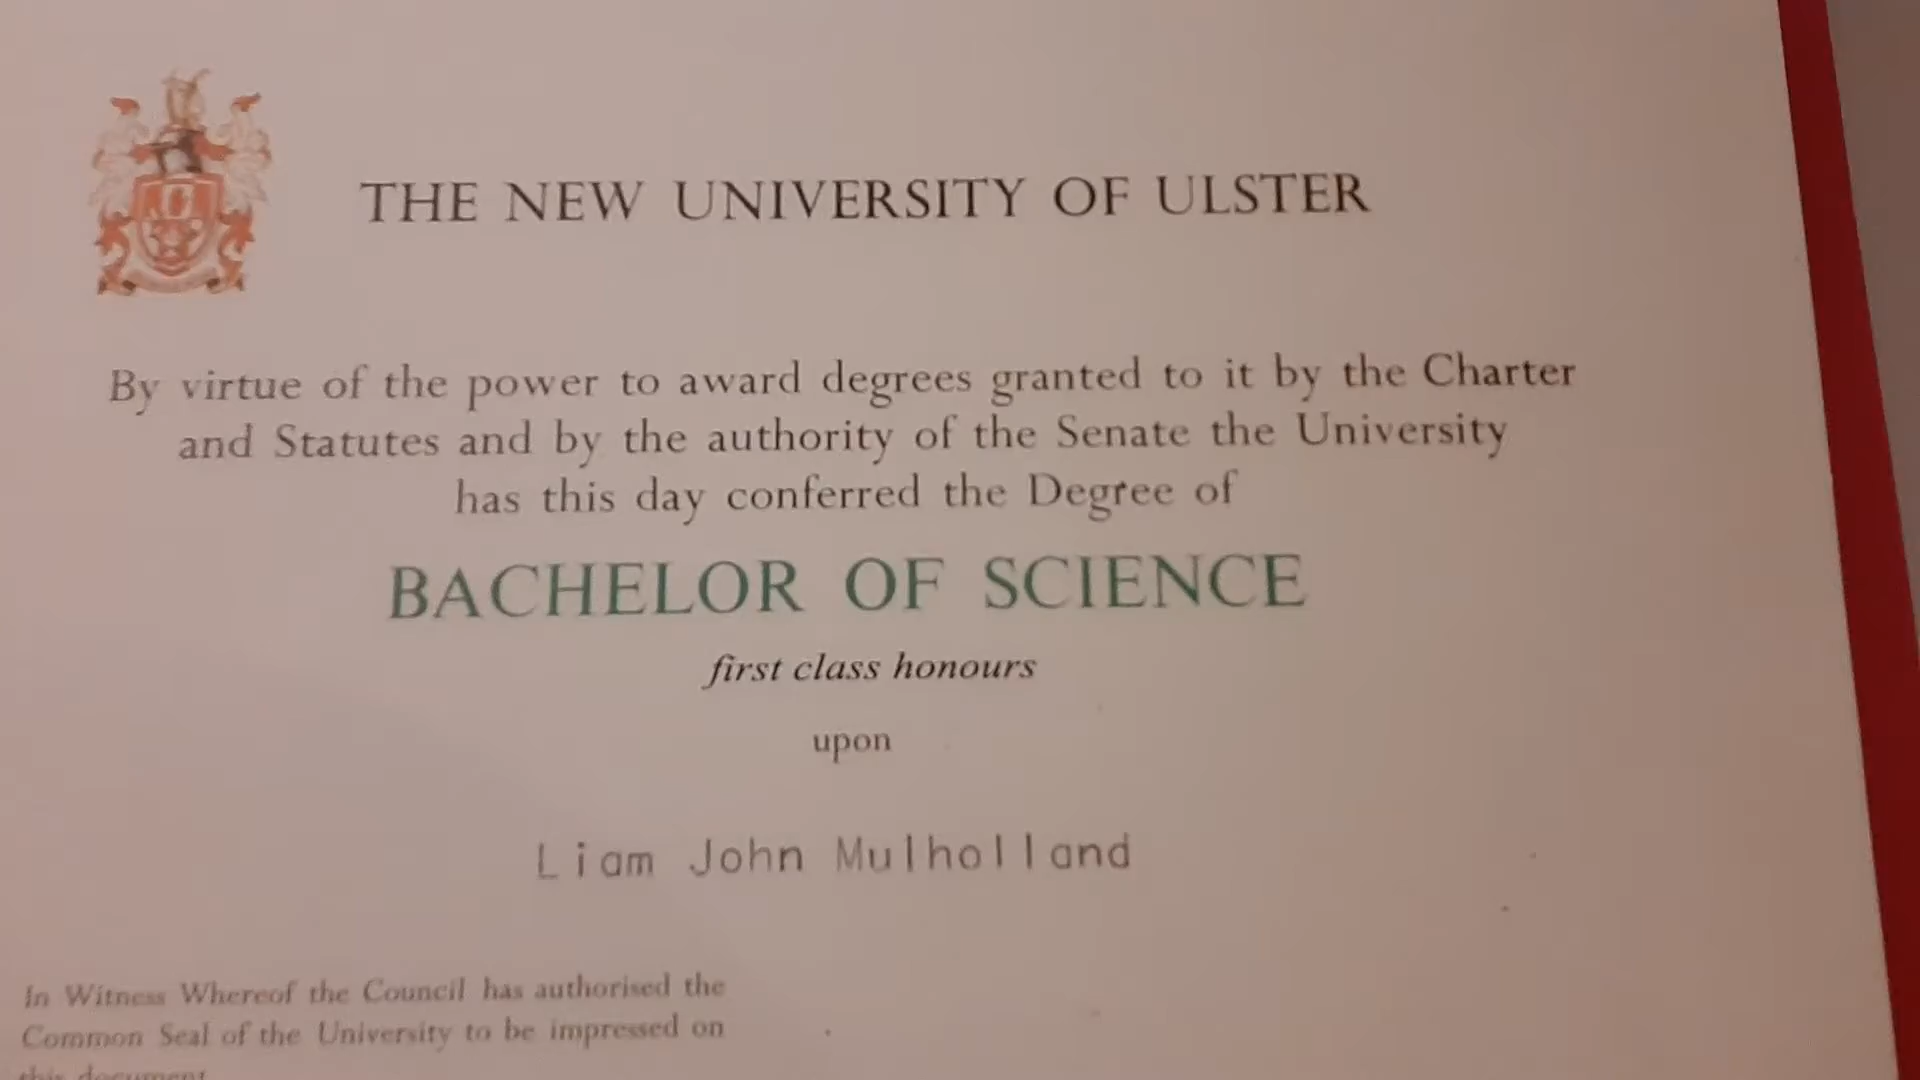 THE NEW UNIVERSITY OF ULSTER
By virtue of the power to award degrees granted to it by the Charter
and Statutes and by the authority of the Senate the University
has this day conferred the Degree of
BACHELOR OF SCIENCE
first class honours
upon
Liam John Mulholland
In Witness Whereof the Council has authorised the
Common Seal of the University to be impressed on
this document